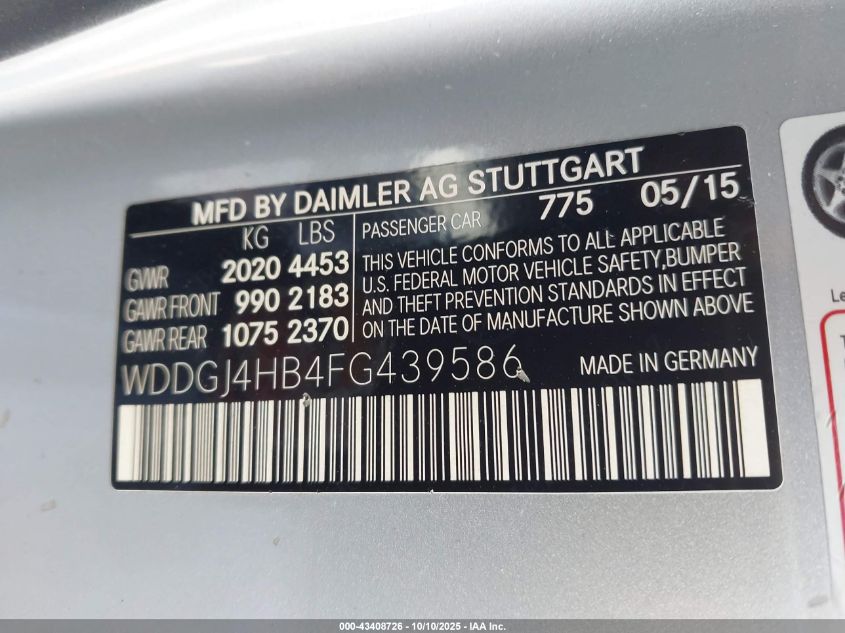 MFD BY DAIMLER AG STUTTGART
KG LBS
GVWR 2020 4453
GAWR FRONT 990 2183
GAWR REAR 1075 2370
PASSENGER CAR 775 05/15
THIS VEHICLE CONFORMS TO ALL APPLICABLE
U.S. FEDERAL MOTOR VEHICLE SAFETY, BUMPER
AND THEFT PREVENTION STANDARDS IN EFFECT
ON THE DATE OF MANUFACTURE SHOWN ABOVE
WDDGJ4HB4FG439586 MADE IN GERMANY
000-43408726 - 10/10/2025 - IAA Inc.